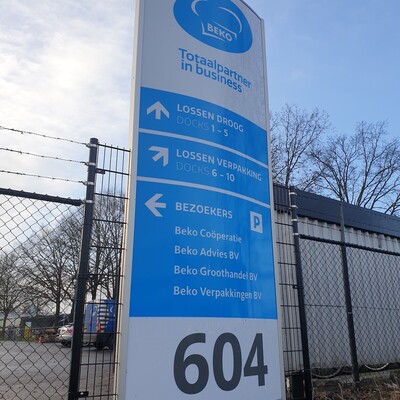 BEKO
Totaalpartner
in business
LOSSEN DROOG
DOCKS 1 – 5
LOSSEN VERPAKKING
DOCKS 6 – 10
BEZOEKERS P
Beko Coöperatie
Beko Advies BV
Beko Groothandel BV
Beko Verpakkingen BV
604